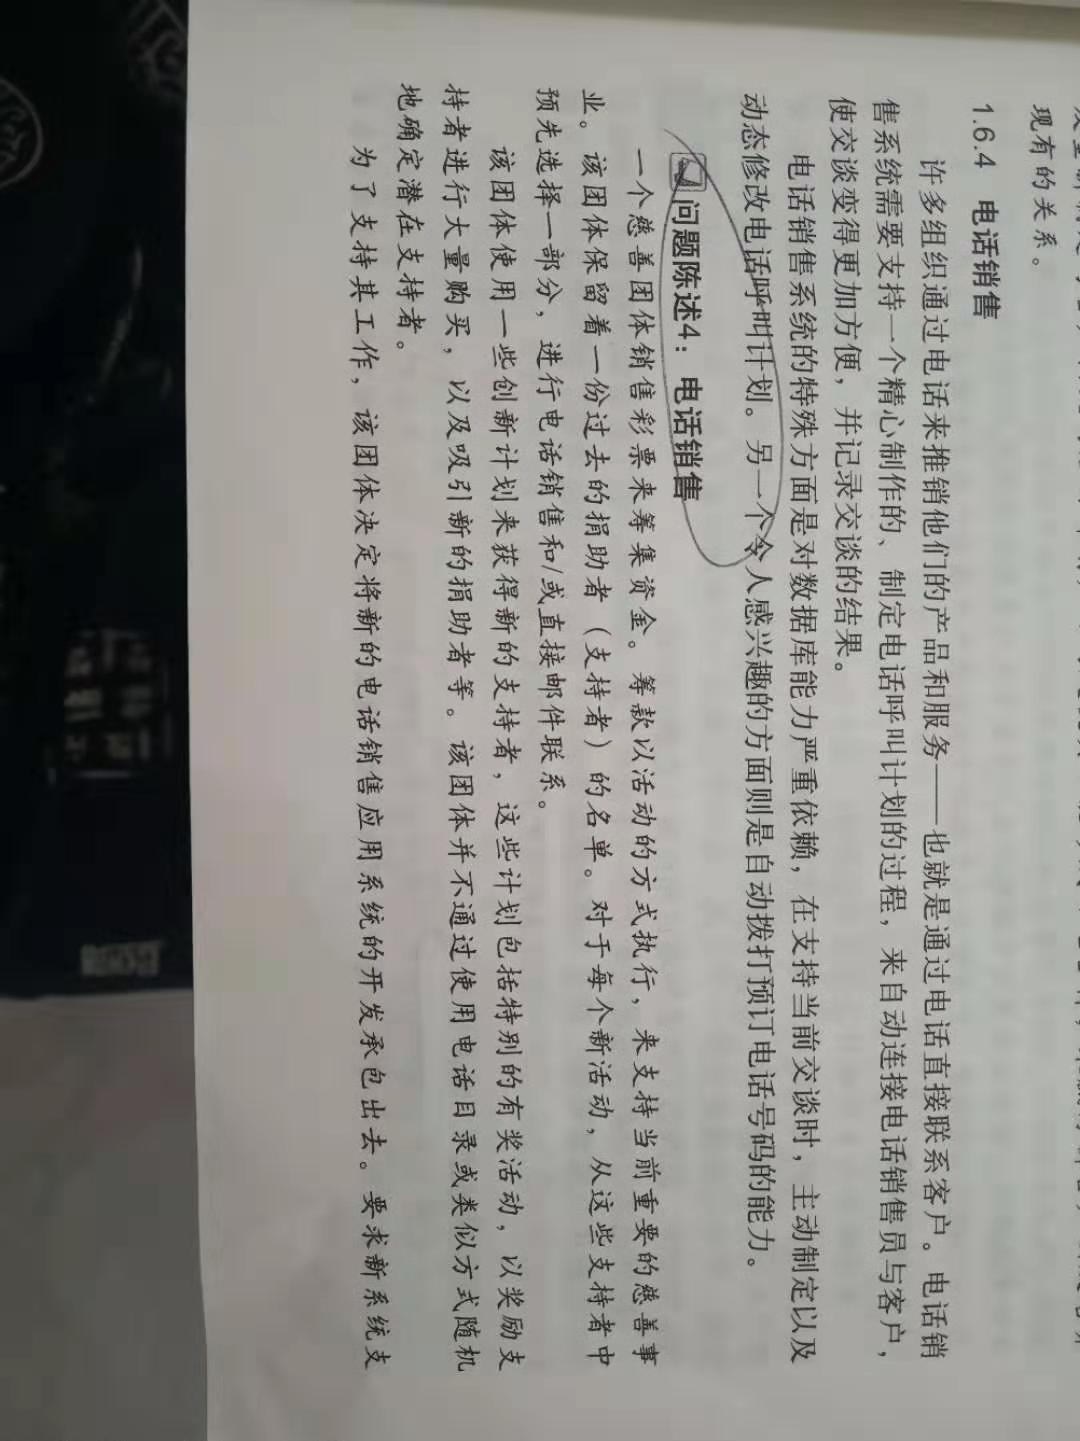 现有的关系。
1.6.4 电话销售
许多组织通过电话来推销他们的产品和服务——也就是通过电话直接联系客户。电话销
售系统需要支持一个精心制作的、制定电话呼叫计划的过程，来自动连接电话销售员与客户，
使交谈变得更加方便，并记录交谈的结果。
电话销售系统的特殊方面是对数据库能力严重依赖，在支持当前交谈时，主动制定以及
动态修改电话呼叫计划。另一个令人感兴趣的方面则是自动拨打预订电话号码的能力。
问题陈述4：电话销售
一个慈善团体销售彩票来筹集资金。筹款以活动的方式执行，来支持当前重要的慈善事
业。该团体保留着一份过去的捐助者（支持者）的名单。对于每个新活动，从这些支持者中
预先选择一部分，进行电话销售和/或直接邮件联系。
该团体使用一些创新计划来获得新的支持者，这些计划包括特别的有奖活动，以奖励支
持者进行大量购买，以及吸引新的捐助者等。该团体并不通过使用电话目录或类似方式随机
地确定潜在支持者。
为了支持其工作，该团体决定将新的电话销售应用系统的开发承包出去。要求新系统支